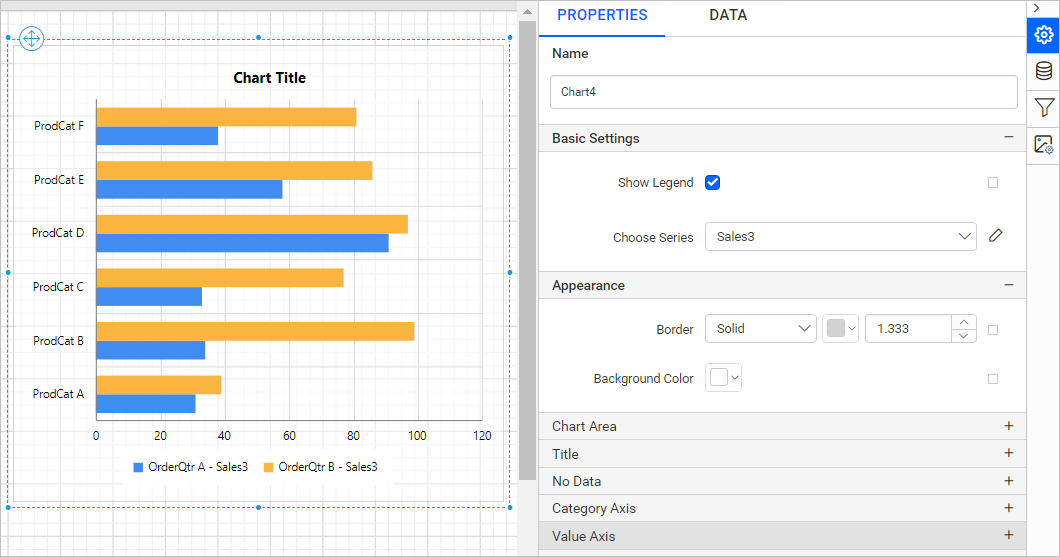 Chart Title
ProdCat F
ProdCat E
ProdCat D
ProdCat C
ProdCat B
ProdCat A
0 20 40 60 80 100 120
OrderQtr A - Sales3 OrderQtr B - Sales3
PROPERTIES DATA
Name
Chart4
Basic Settings
Show Legend
Choose Series Sales3
Appearance
Border Solid 1.333
Background Color
Chart Area
Title
No Data
Category Axis
Value Axis